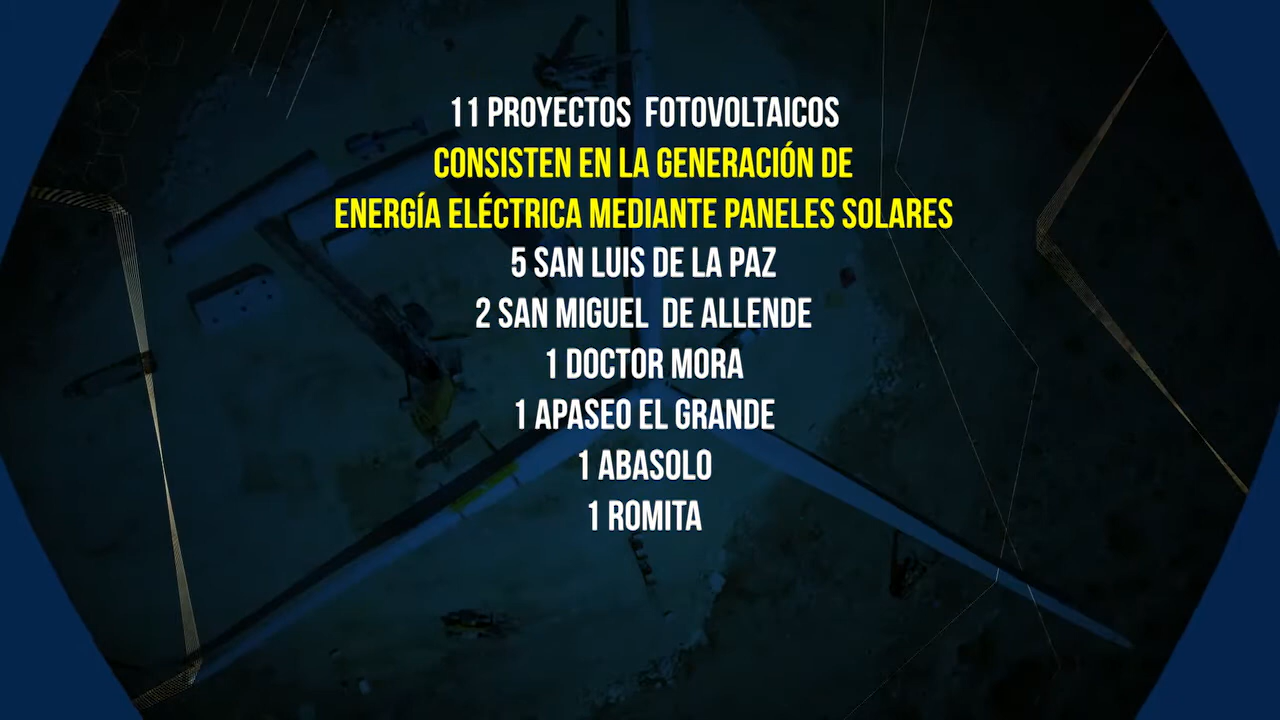 11 PROYECTOS FOTOVOLTAICOS
CONSISTEN EN LA GENERACIÓN DE
ENERGÍA ELÉCTRICA MEDIANTE PANELES SOLARES
5 SAN LUIS DE LA PAZ
2 SAN MIGUEL DE ALLENDE
1 DOCTOR MORA
1 APASEO EL GRANDE
1 ABASOLO
1 ROMITA